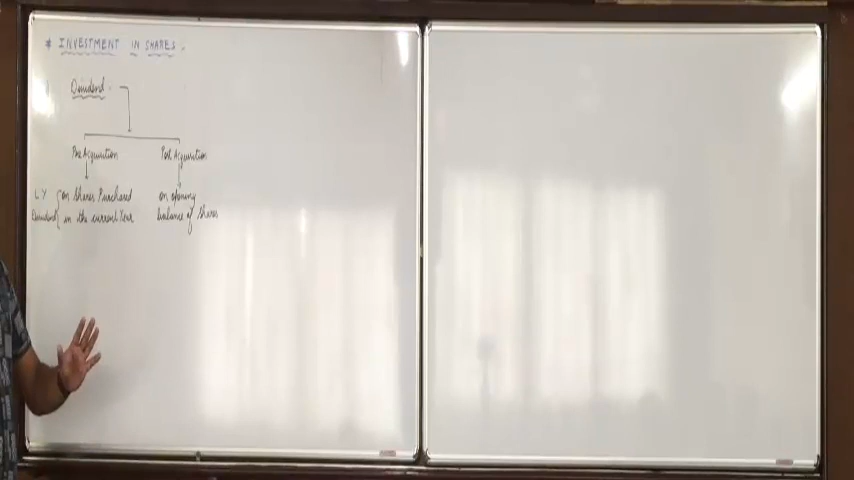 * INVESTMENT IN SHARES -
Dividend
Pre Acquisition Post Acquisition
LY on Shares Purchased on opening
Dividend in the current Year balance of Shares